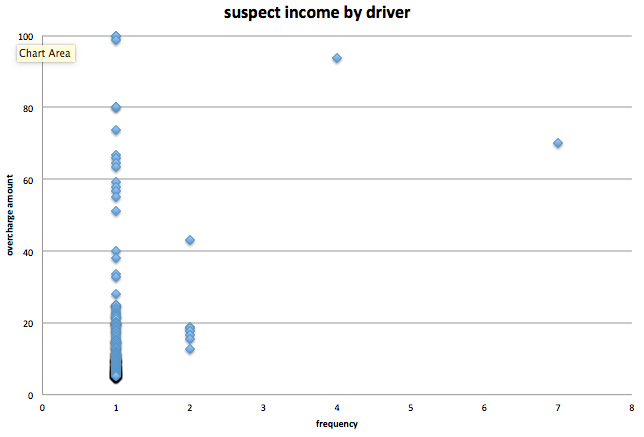 suspect income by driver
100
Chart Area
80
60
40
20
0
overcharge amount
0 1 2 3 4 5 6 7 8
frequency